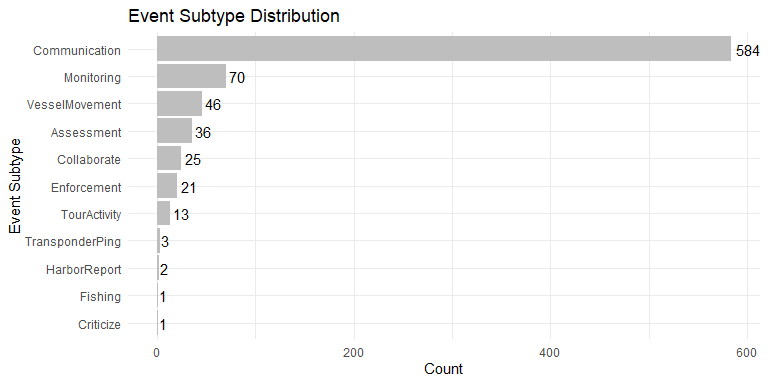 Event Subtype Distribution
Event Subtype
Communication 584
Monitoring 70
VesselMovement 46
Assessment 36
Collaborate 25
Enforcement 21
TourActivity 13
TransponderPing 3
HarborReport 2
Fishing 1
Criticize 1
0 200 400 600
Count